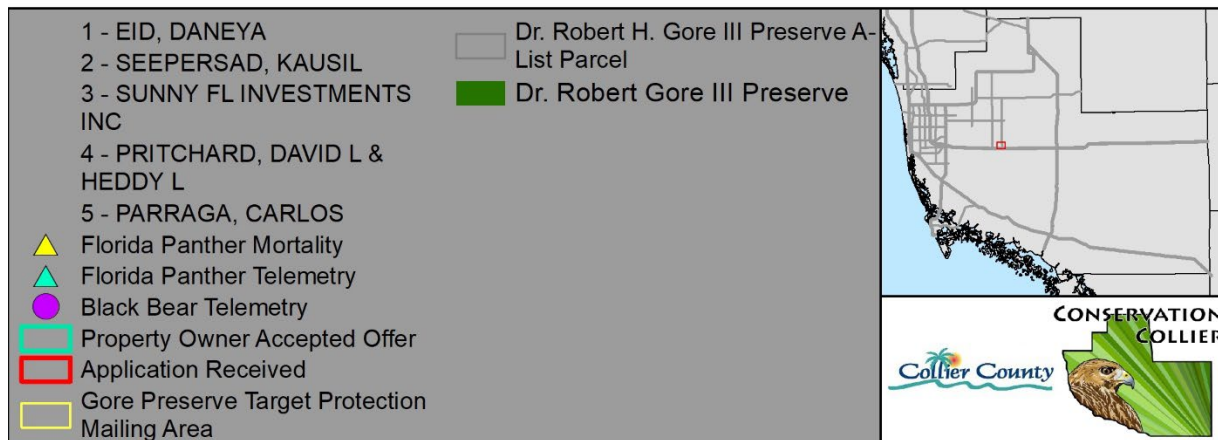 1 - EID, DANEYA
2 - SEEPERSAD, KAUSIL
3 - SUNNY FL INVESTMENTS
INC
4 - PRITCHARD, DAVID L &
HEDDY L
5 - PARRAGA, CARLOS
Florida Panther Mortality
Florida Panther Telemetry
Black Bear Telemetry
Property Owner Accepted Offer
Application Received
Gore Preserve Target Protection
Mailing Area
Dr. Robert H. Gore III Preserve A-
List Parcel
Dr. Robert Gore III Preserve
CONSERVATION
COLLIER
Collier County